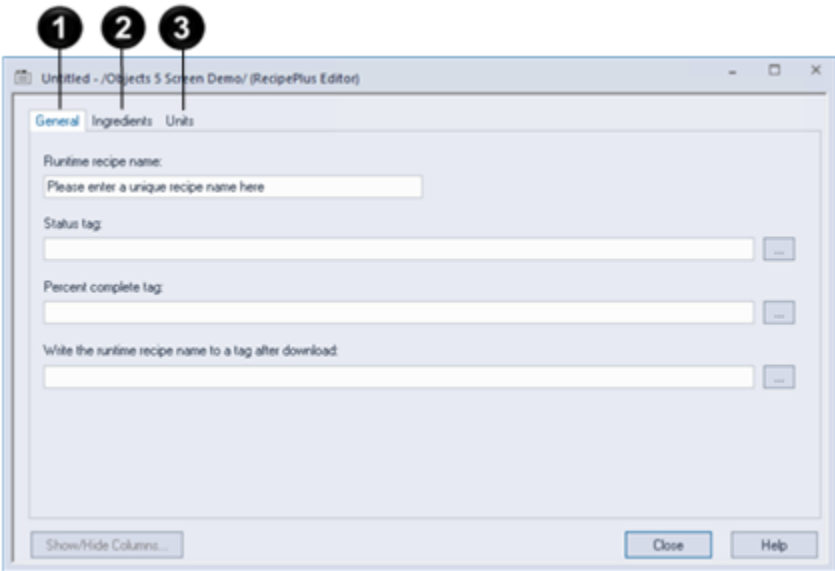 1 2 3
Untitled - /Objects 5 Screen Demo/ (RecipePlus Editor)
General Ingredients Units
Runtime recipe name:
Please enter a unique recipe name here
Status tag:
...
Percent complete tag:
...
Write the runtime recipe name to a tag after download:
...
Show/Hide Columns... Close Help